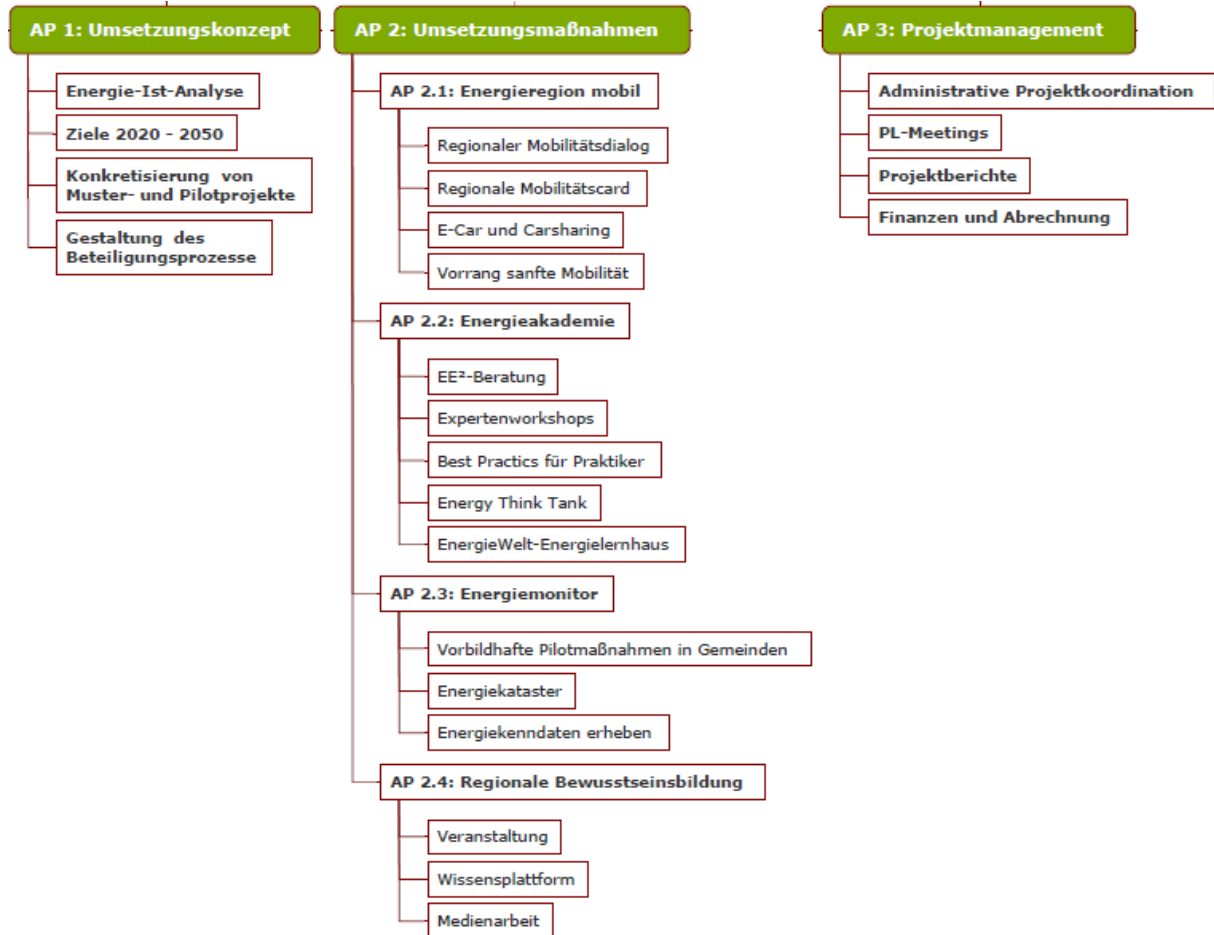 AP 1: Umsetzungskonzept
Energie-Ist-Analyse
Ziele 2020 - 2050
Konkretisierung von
Muster- und Pilotprojekte
Gestaltung des
Beteiligungsprozesse
AP 2: Umsetzungsmaßnahmen
AP 2.1: Energieregion mobil
Regionaler Mobilitätsdialog
Regionale Mobilitätscard
E-Car und Carsharing
Vorrang sanfte Mobilität
AP 2.2: Energieakademie
EE²-Beratung
Expertenworkshops
Best Practics für Praktiker
Energy Think Tank
EnergieWelt-Energielernhaus
AP 2.3: Energiemonitor
Vorbildhafte Pilotmaßnahmen in Gemeinden
Energiekataster
Energiekenndaten erheben
AP 2.4: Regionale Bewusstseinsbildung
Veranstaltung
Wissensplattform
Medienarbeit
AP 3: Projektmanagement
Administrative Projektkoordination
PL-Meetings
Projektberichte
Finanzen und Abrechnung